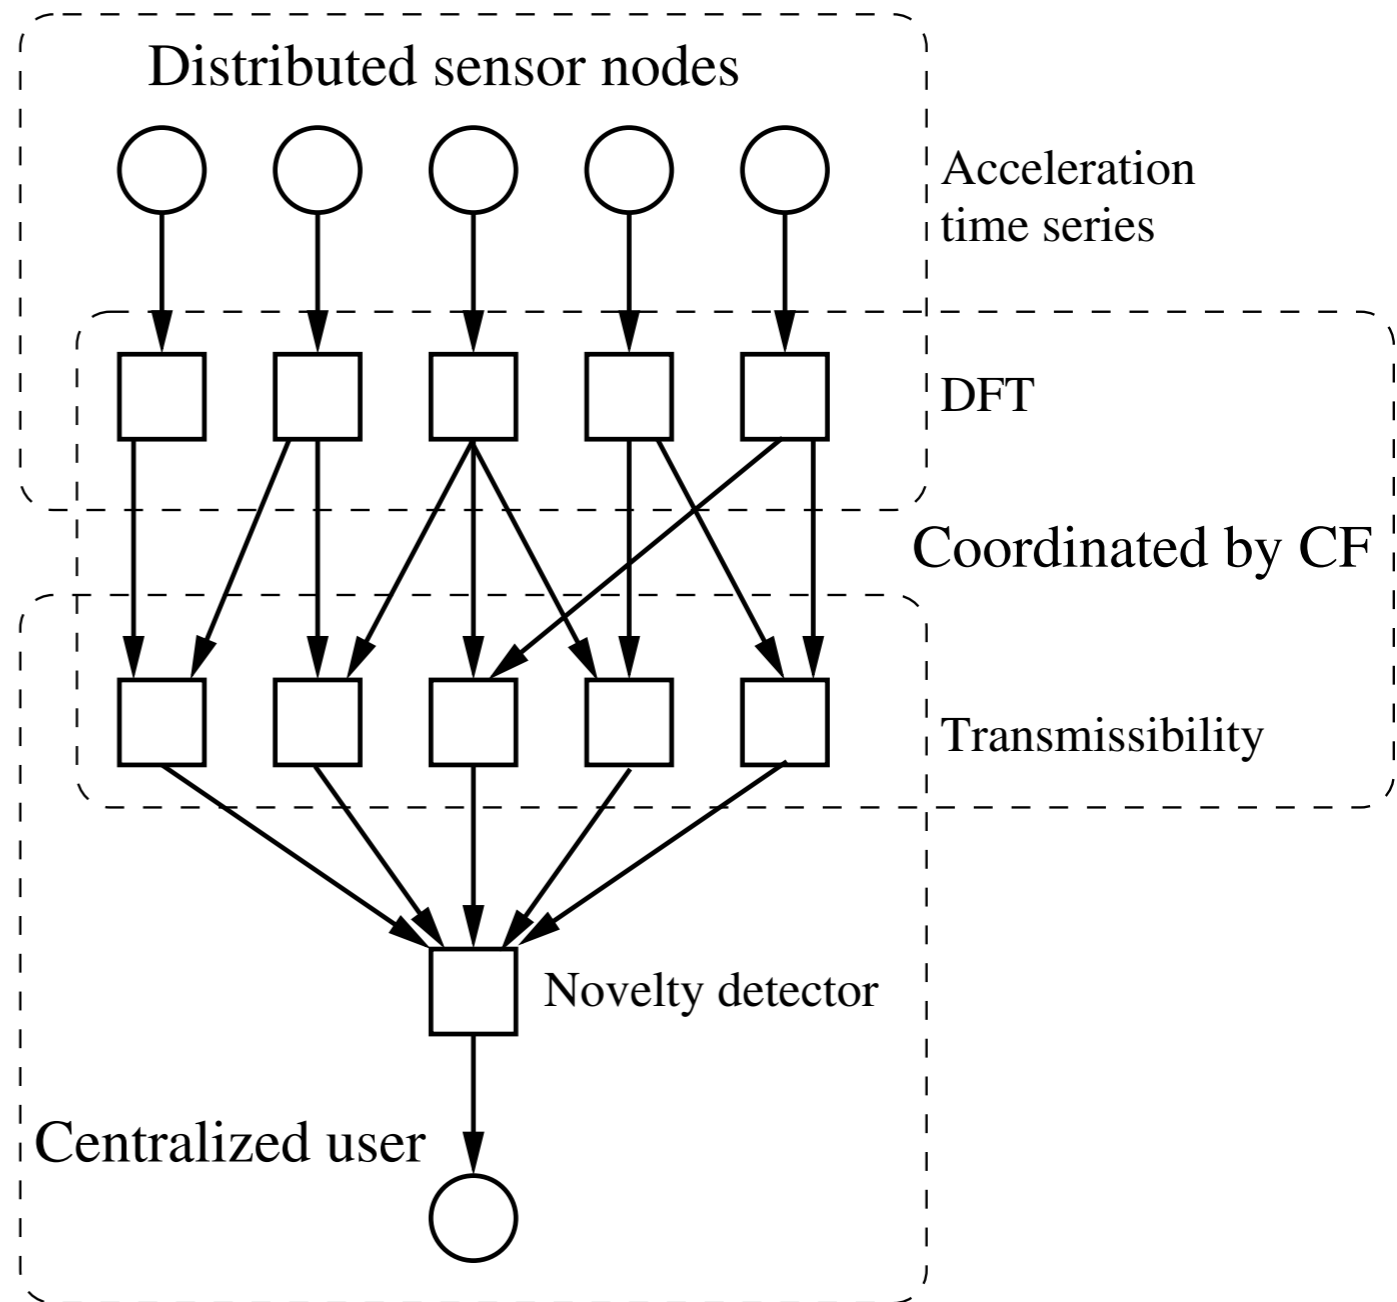 Distributed sensor nodes
Acceleration
time series
DFT
Coordinated by CF
Transmissibility
Novelty detector
Centralized user